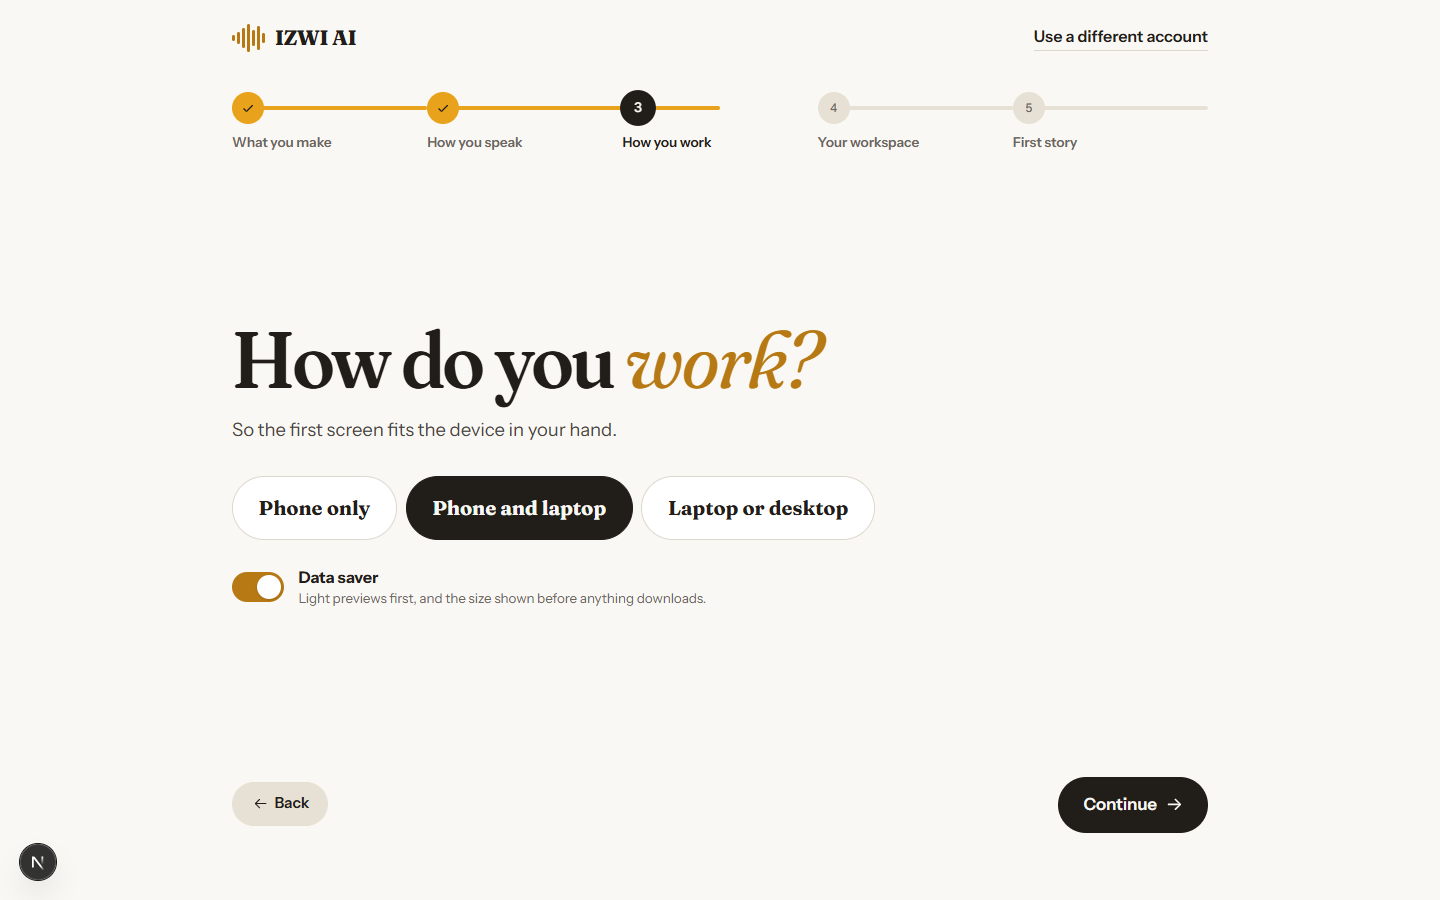 IZWI AI
Use a different account
3
4
5
What you make
How you speak
How you work
Your workspace
First story
How do you work?
So the first screen fits the device in your hand.
Phone only
Phone and laptop
Laptop or desktop
Data saver
Light previews first, and the size shown before anything downloads.
← Back
Continue →
N